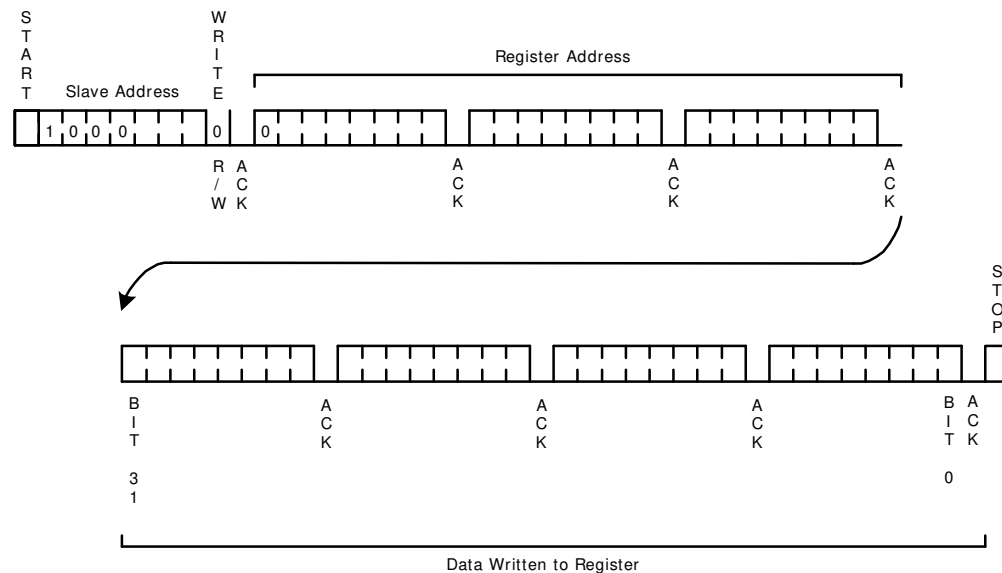 START
WRITE
Register Address
Slave Address
1 0 0 0 0 0
R/W ACK ACK ACK ACK
STOP
BIT 31 ACK ACK ACK BIT 0 ACK
Data Written to Register